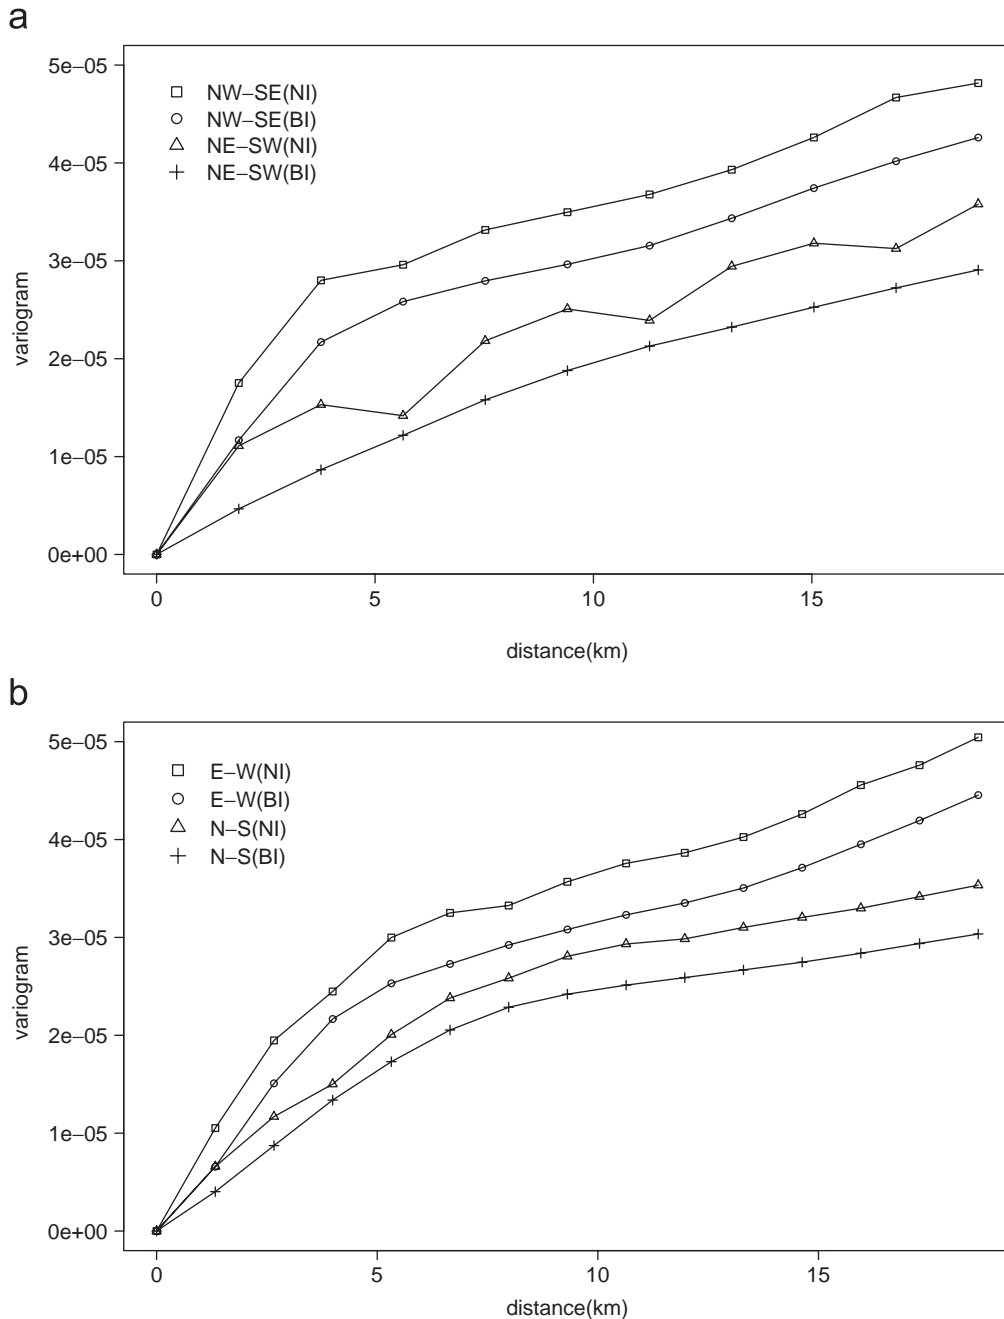 a
5e−05
4e−05
3e−05
2e−05
1e−05
0e+00
variogram
NW−SE(NI)
NW−SE(BI)
NE−SW(NI)
NE−SW(BI)
0 5 10 15
distance(km)
b
5e−05
4e−05
3e−05
2e−05
1e−05
0e+00
variogram
E−W(NI)
E−W(BI)
N−S(NI)
N−S(BI)
0 5 10 15
distance(km)